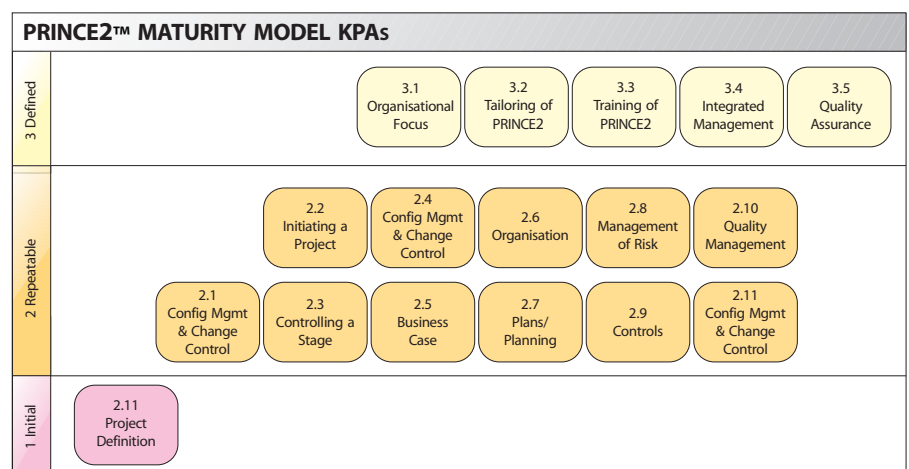 PRINCE2™ MATURITY MODEL KPAs
3 Defined
3.1
Organisational
Focus
3.2
Tailoring of
PRINCE2
3.3
Training of
PRINCE2
3.4
Integrated
Management
3.5
Quality
Assurance
2 Repeatable
2.2
Initiating a
Project
2.4
Config Mgmt
& Change
Control
2.6
Organisation
2.8
Management
of Risk
2.10
Quality
Management
2.1
Config Mgmt
& Change
Control
2.3
Controlling a
Stage
2.5
Business
Case
2.7
Plans/
Planning
2.9
Controls
2.11
Config Mgmt
& Change
Control
1 Initial
2.11
Project
Definition